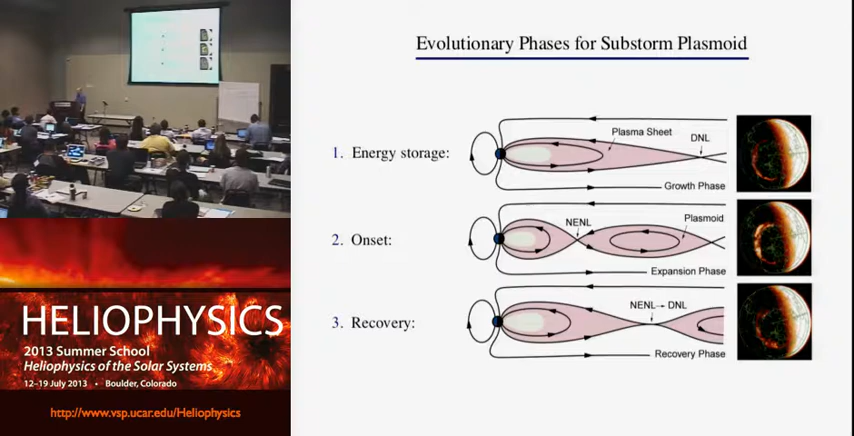 Evolutionary Phases for Substorm Plasmoid
1. Energy storage:
Plasma Sheet
DNL
Growth Phase
2. Onset:
NENL
Plasmoid
Expansion Phase
3. Recovery:
NENL→ DNL
Recovery Phase
HELIOPHYSICS
2013 Summer School
Heliophysics of the Solar Systems
12–19 July 2013 • Boulder, Colorado
http://www.vsp.ucar.edu/Heliophysics